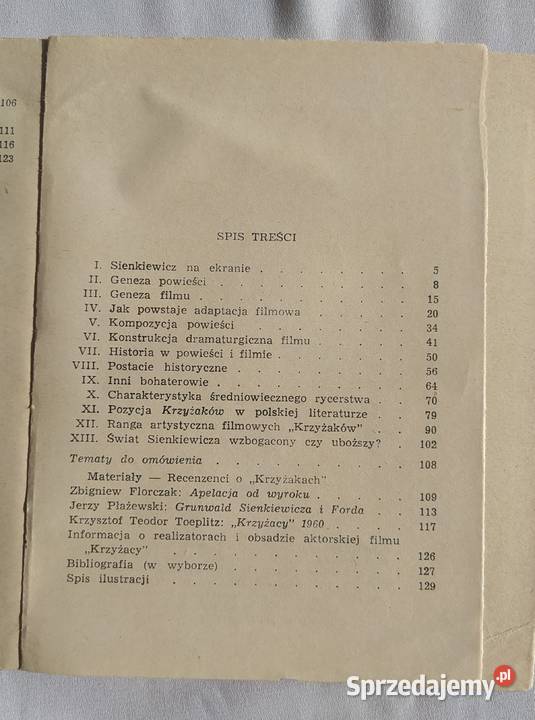 106
111
116
123
SPIS TREŚCI
I. Sienkiewicz na ekranie . . . . . . . . 5
II. Geneza powieści . . . . . . . . . 8
III. Geneza filmu . . . . . . . . . . 15
IV. Jak powstaje adaptacja filmowa . . . . . 20
V. Kompozycja powieści . . . . . . . . 34
VI. Konstrukcja dramaturgiczna filmu . . . . . 41
VII. Historia w powieści i filmie . . . . . . 50
VIII. Postacie historyczne . . . . . . . . 56
IX. Inni bohaterowie . . . . . . . . . 64
X. Charakterystyka średniowiecznego rycerstwa . . 70
XI. Pozycja Krzyżaków w polskiej literaturze . . . 79
XII. Ranga artystyczna filmowych „Krzyżaków” . . 90
XIII. Świat Sienkiewicza wzbogacony czy uboższy? . 102
Tematy do omówienia . . . . . . . . . . 108
Materiały — Recenzenci o „Krzyżakach”
Zbigniew Florczak: Apelacja od wyroku . . . . . 109
Jerzy Płażewski: Grunwald Sienkiewicza i Forda . . 113
Krzysztof Teodor Toeplitz: „Krzyżacy” 1960 . . . . 117
Informacja o realizatorach i obsadzie aktorskiej filmu
„Krzyżacy” . . . . . . . . . . . 126
Bibliografia (w wyborze) . . . . . . . . . 127
Spis ilustracji . . . . . . . . . . . 129
Sprzedajemy.pl